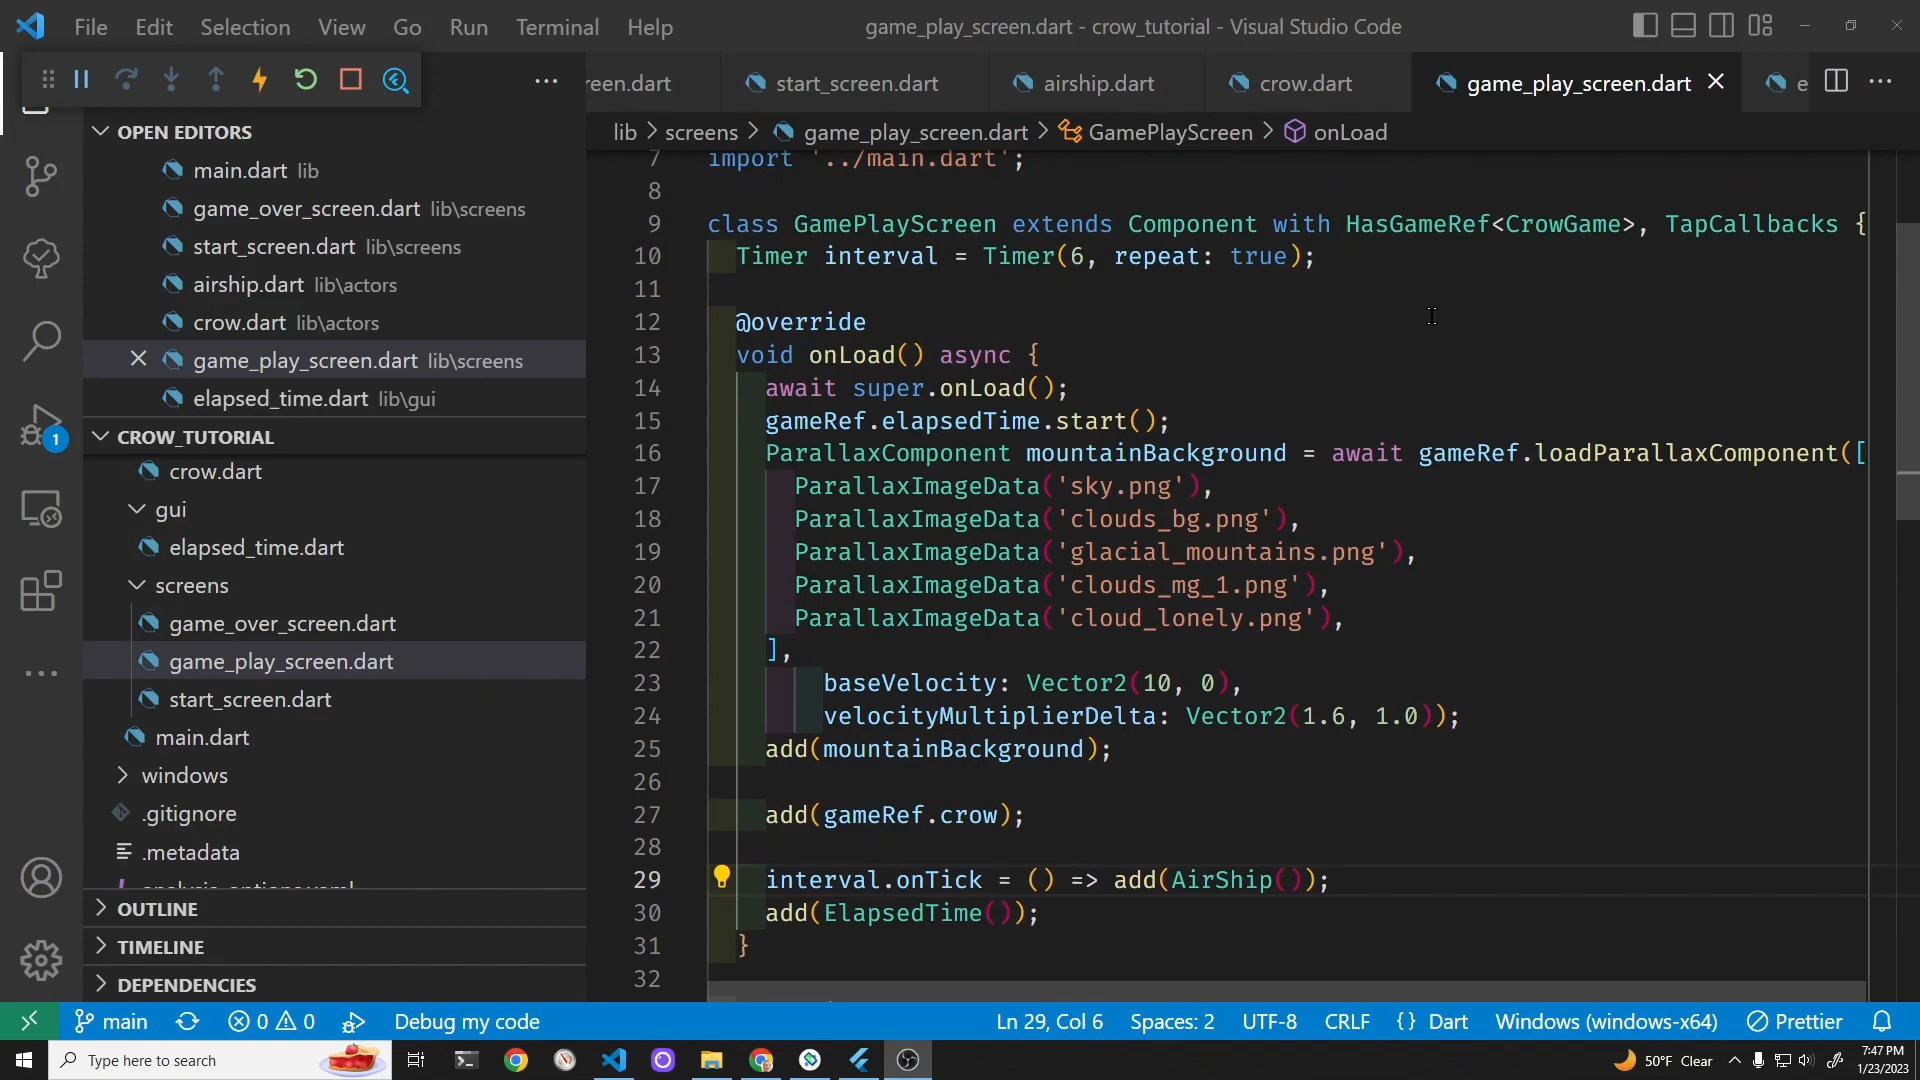 File Edit Selection View Go Run Terminal Help
game_play_screen.dart - crow_tutorial - Visual Studio Code
reen.dart start_screen.dart airship.dart crow.dart game_play_screen.dart e
OPEN EDITORS
main.dart lib
game_over_screen.dart lib\screens
start_screen.dart lib\screens
airship.dart lib\actors
crow.dart lib\actors
game_play_screen.dart lib\screens
elapsed_time.dart lib\gui
CROW_TUTORIAL
crow.dart
gui
elapsed_time.dart
screens
game_over_screen.dart
game_play_screen.dart
start_screen.dart
main.dart
windows
.gitignore
.metadata
OUTLINE
TIMELINE
DEPENDENCIES
1
lib > screens > game_play_screen.dart > GamePlayScreen > onLoad
7 import '../main.dart';
8
9 class GamePlayScreen extends Component with HasGameRef<CrowGame>, TapCallbacks {
10 Timer interval = Timer(6, repeat: true);
11
12 @override
13 void onLoad() async {
14 await super.onLoad();
15 gameRef.elapsedTime.start();
16 ParallaxComponent mountainBackground = await gameRef.loadParallaxComponent([
17 ParallaxImageData('sky.png'),
18 ParallaxImageData('clouds_bg.png'),
19 ParallaxImageData('glacial_mountains.png'),
20 ParallaxImageData('clouds_mg_1.png'),
21 ParallaxImageData('cloud_lonely.png'),
22 ],
23 baseVelocity: Vector2(10, 0),
24 velocityMultiplierDelta: Vector2(1.6, 1.0));
25 add(mountainBackground);
26
27 add(gameRef.crow);
28
29 interval.onTick = () => add(AirShip());
30 add(ElapsedTime());
31 }
32
main 0 0 Debug my code Ln 29, Col 6 Spaces: 2 UTF-8 CRLF {} Dart Windows (windows-x64) Prettier
Type here to search 50°F Clear 7:47 PM
1/23/2023